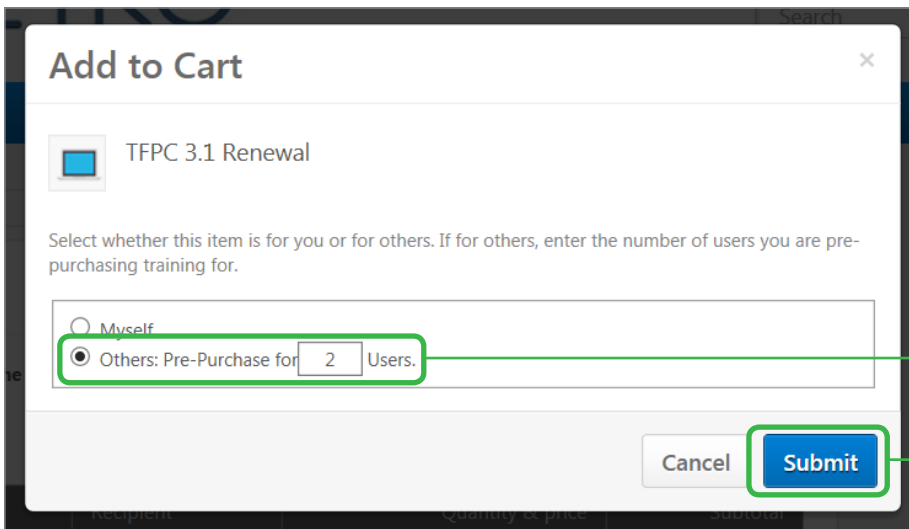 Search
Add to Cart
×
TFPC 3.1 Renewal
Select whether this item is for you or for others. If for others, enter the number of users you are pre-
purchasing training for.
Myself
Others: Pre-Purchase for 2 Users.
Cancel Submit
Recipient Quantity & price Subtotal